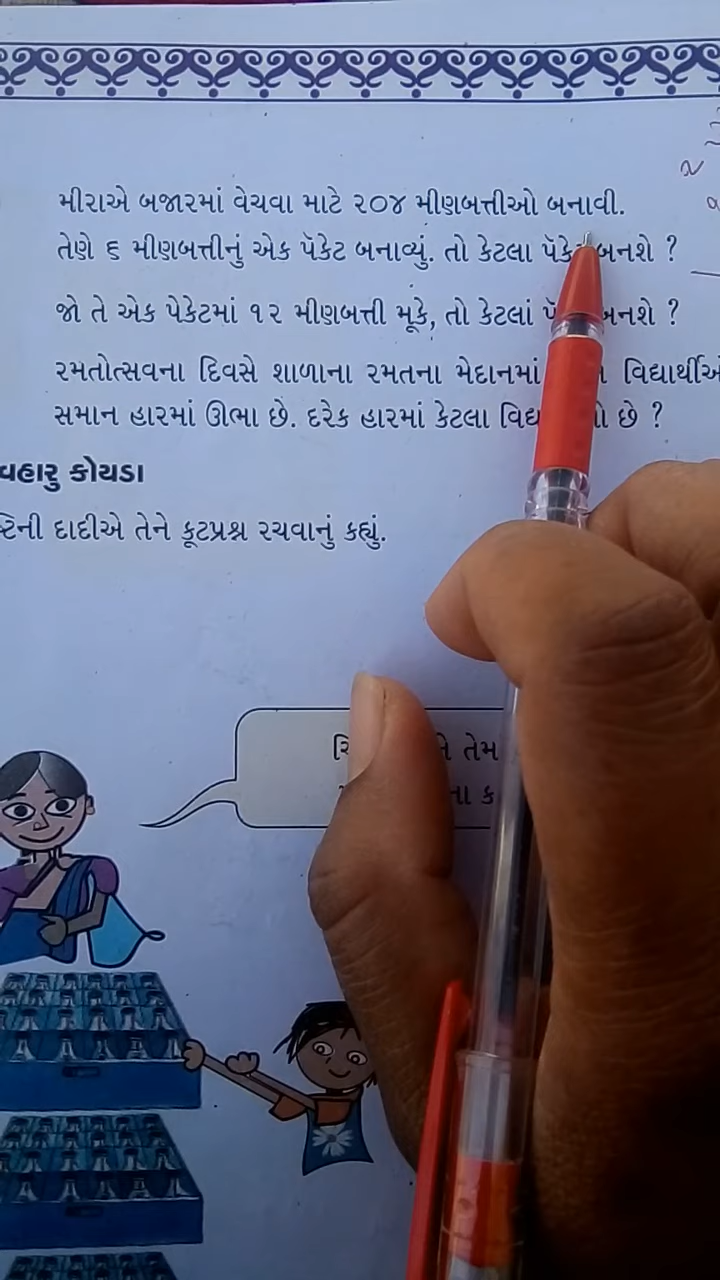 મીરાએ બજારમાં વેચવા માટે ૨૦૪ મીણબત્તીઓ બનાવી.
તેણે ૬ મીણબત્તીનું એક પૅકેટ બનાવ્યું. તો કેટલા બનશે ?
જો તે એક પેકેટમાં ૧૨ મીણબત્તી મૂકે, તો કેટલાં બનશે ?
રમતોત્સવના દિવસે શાળાના રમતના મેદાનમાં
સમાન હારમાં ઊભા છે. દરેક હારમાં કેટલા છે ?
કોયડા
દાદીએ તેને કૂટપ્રશ્ન રચવાનું કહ્યું.